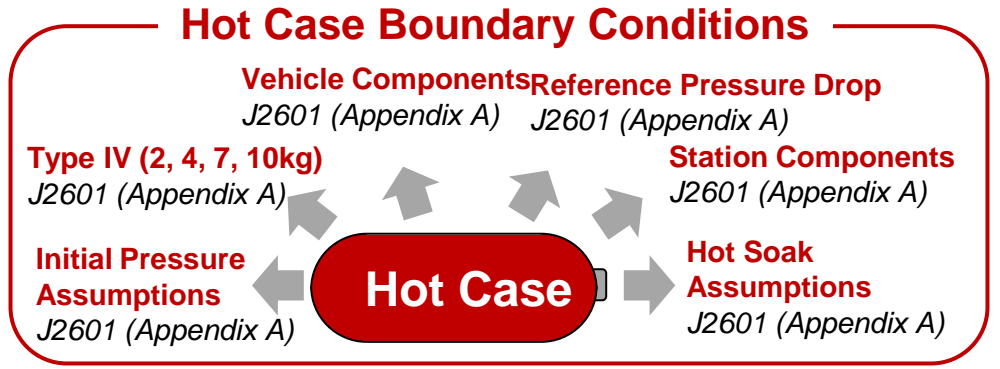 Hot Case Boundary Conditions
Vehicle Components
J2601 (Appendix A)
Reference Pressure Drop
J2601 (Appendix A)
Type IV (2, 4, 7, 10kg)
J2601 (Appendix A)
Station Components
J2601 (Appendix A)
Initial Pressure
Assumptions
J2601 (Appendix A)
Hot Case
Hot Soak
Assumptions
J2601 (Appendix A)